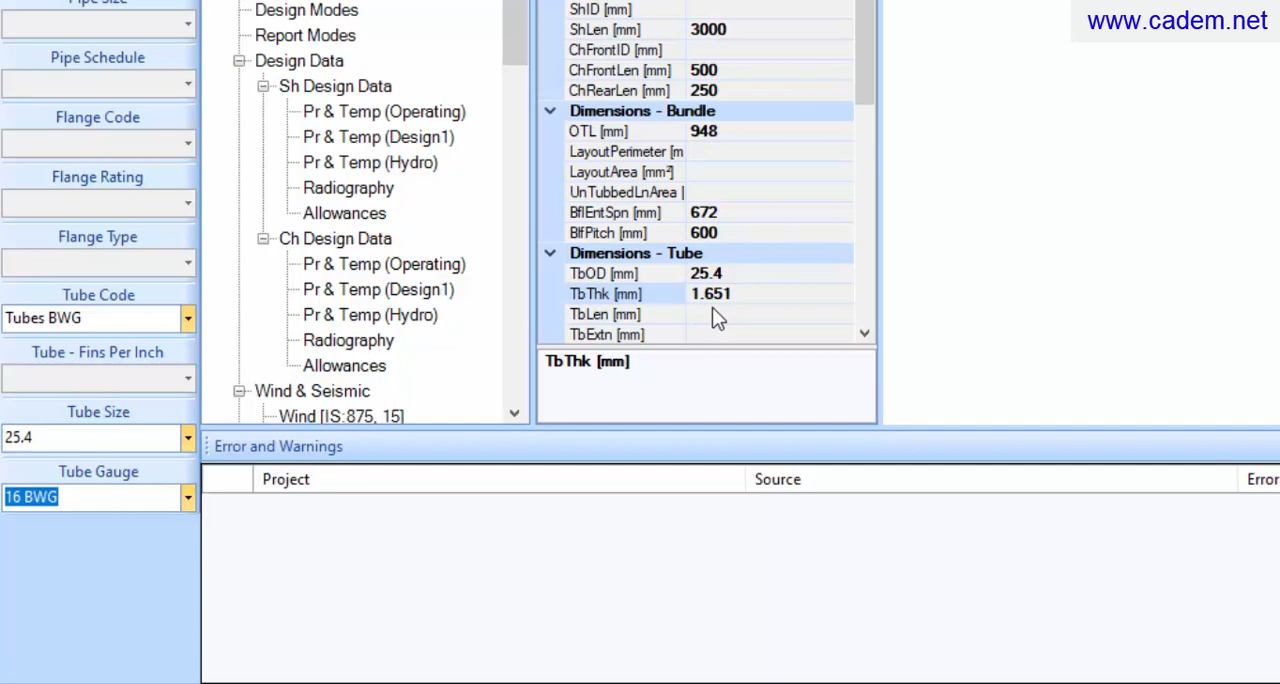 Pipe Size
Pipe Schedule
Flange Code
Flange Rating
Flange Type
Tube Code
Tubes BWG
Tube - Fins Per Inch
Tube Size
25.4
Tube Gauge
16 BWG
Design Modes
Report Modes
Design Data
Sh Design Data
Pr & Temp (Operating)
Pr & Temp (Design1)
Pr & Temp (Hydro)
Radiography
Allowances
Ch Design Data
Pr & Temp (Operating)
Pr & Temp (Design1)
Pr & Temp (Hydro)
Radiography
Allowances
Wind & Seismic
Wind [IS:875, 15]
ShID [mm]
ShLen [mm] 3000
ChFrontID [mm]
ChFrontLen [mm] 500
ChRearLen [mm] 250
Dimensions - Bundle
OTL [mm] 948
LayoutPerimeter [m
LayoutArea [mm²]
UnTubbedLnArea [
BflEntSpn [mm] 672
BlfPitch [mm] 600
Dimensions - Tube
TbOD [mm] 25.4
TbThk [mm] 1.651
TbLen [mm]
TbExtn [mm]
TbThk [mm]
www.cadem.net
Error and Warnings
Project Source Error